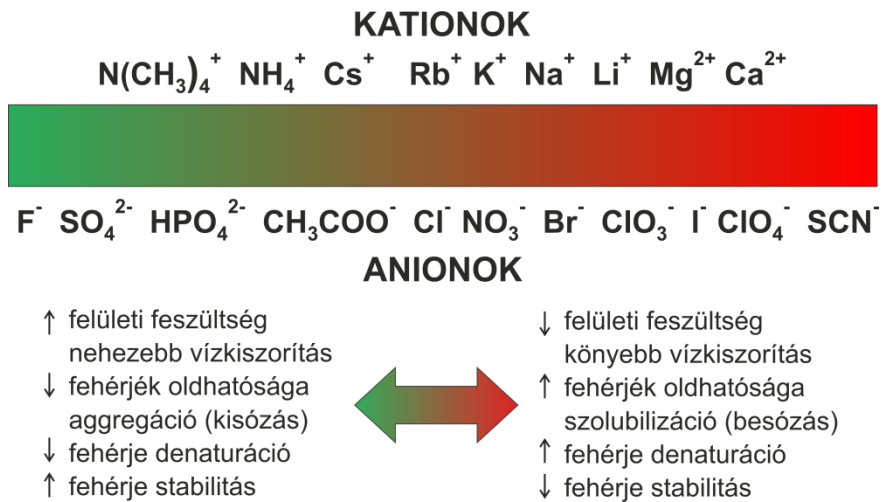 KATIONOK
N(CH₃)₄⁺ NH₄⁺ Cs⁺ Rb⁺ K⁺ Na⁺ Li⁺ Mg²⁺ Ca²⁺
F⁻ SO₄²⁻ HPO₄²⁻ CH₃COO⁻ Cl⁻ NO₃⁻ Br⁻ ClO₃⁻ I⁻ ClO₄⁻ SCN⁻
ANIONOK
↑ felületi feszültség
nehezebb vízkiszorítás
↓ fehérjék oldhatósága
aggregáció (kisózás)
↓ fehérje denaturáció
↑ fehérje stabilitás
↓ felületi feszültség
könyebb vízkiszorítás
↑ fehérjék oldhatósága
szolubilizáció (besózás)
↑ fehérje denaturáció
↓ fehérje stabilitás